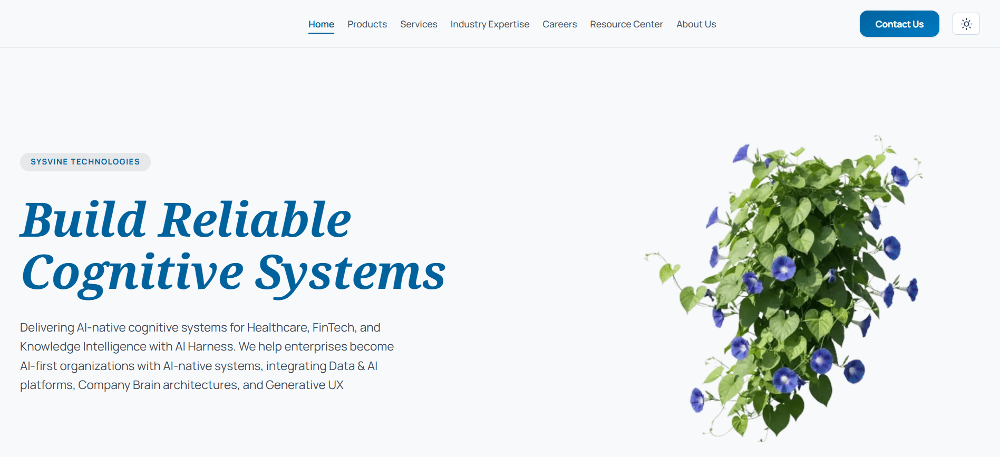 Home Products Services Industry Expertise Careers Resource Center About Us Contact Us
SYSVINE TECHNOLOGIES
Build Reliable
Cognitive Systems
Delivering AI-native cognitive systems for Healthcare, FinTech, and
Knowledge Intelligence with AI Harness. We help enterprises become
AI-first organizations with AI-native systems, integrating Data & AI
platforms, Company Brain architectures, and Generative UX